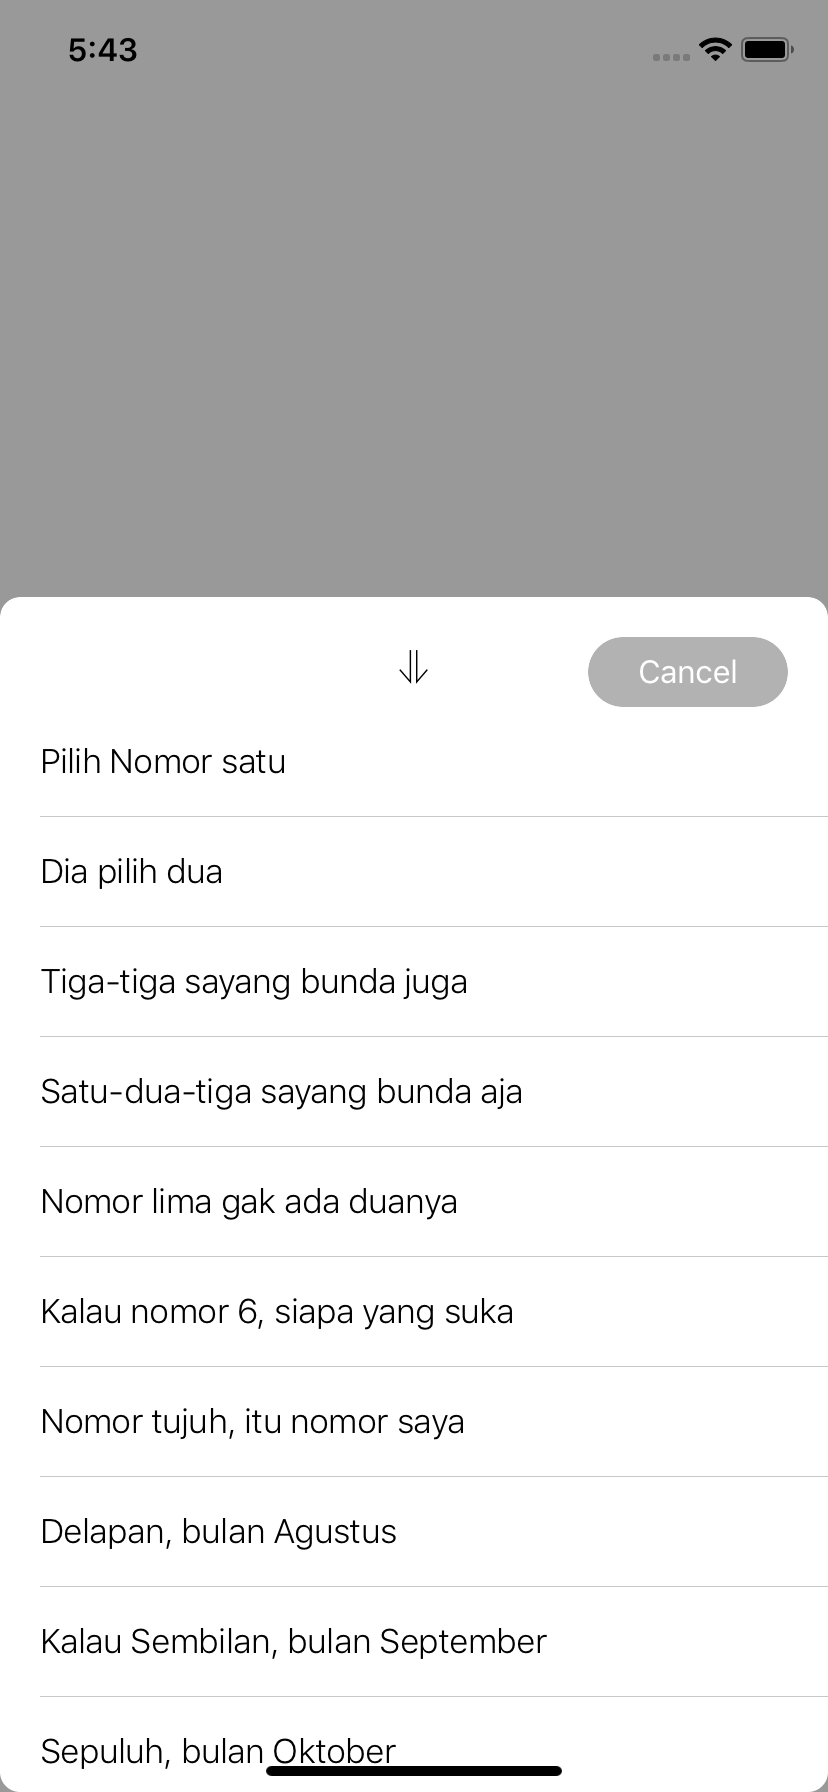 5:43
Cancel
Pilih Nomor satu
Dia pilih dua
Tiga-tiga sayang bunda juga
Satu-dua-tiga sayang bunda aja
Nomor lima gak ada duanya
Kalau nomor 6, siapa yang suka
Nomor tujuh, itu nomor saya
Delapan, bulan Agustus
Kalau Sembilan, bulan September
Sepuluh, bulan Oktober